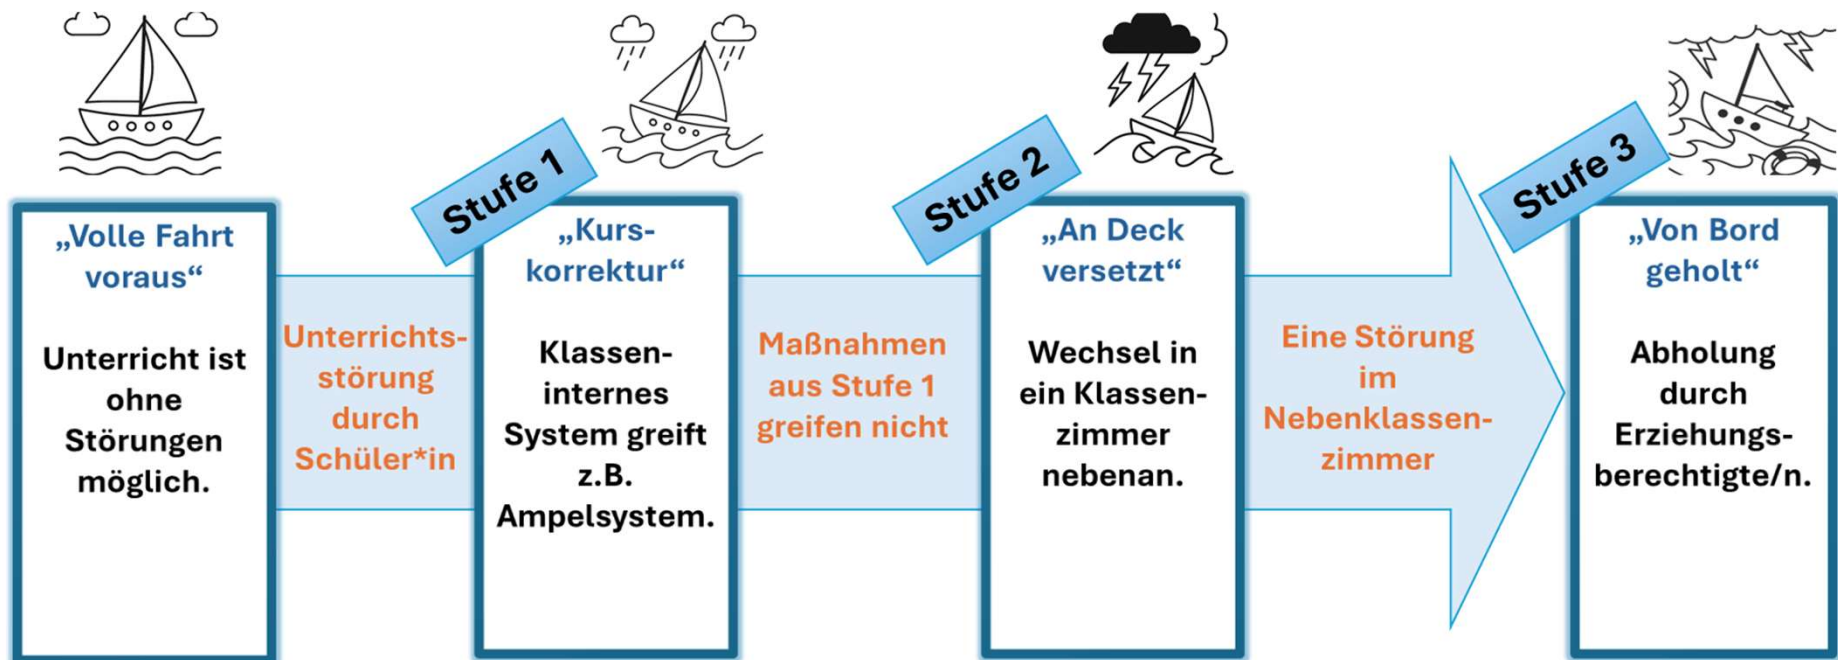 „Volle Fahrt
voraus“
Unterricht ist
ohne
Störungen
möglich.
Unterrichts-
störung
durch
Schüler*in
Stufe 1
„Kurs-
korrektur“
Klassen-
internes
System greift
z.B.
Ampelsystem.
Maßnahmen
aus Stufe 1
greifen nicht
Stufe 2
„An Deck
versetzt“
Wechsel in
ein Klassen-
zimmer
nebenan.
Eine Störung
im
Nebenklassen-
zimmer
Stufe 3
„Von Bord
geholt“
Abholung
durch
Erziehungs-
berechtigte/n.